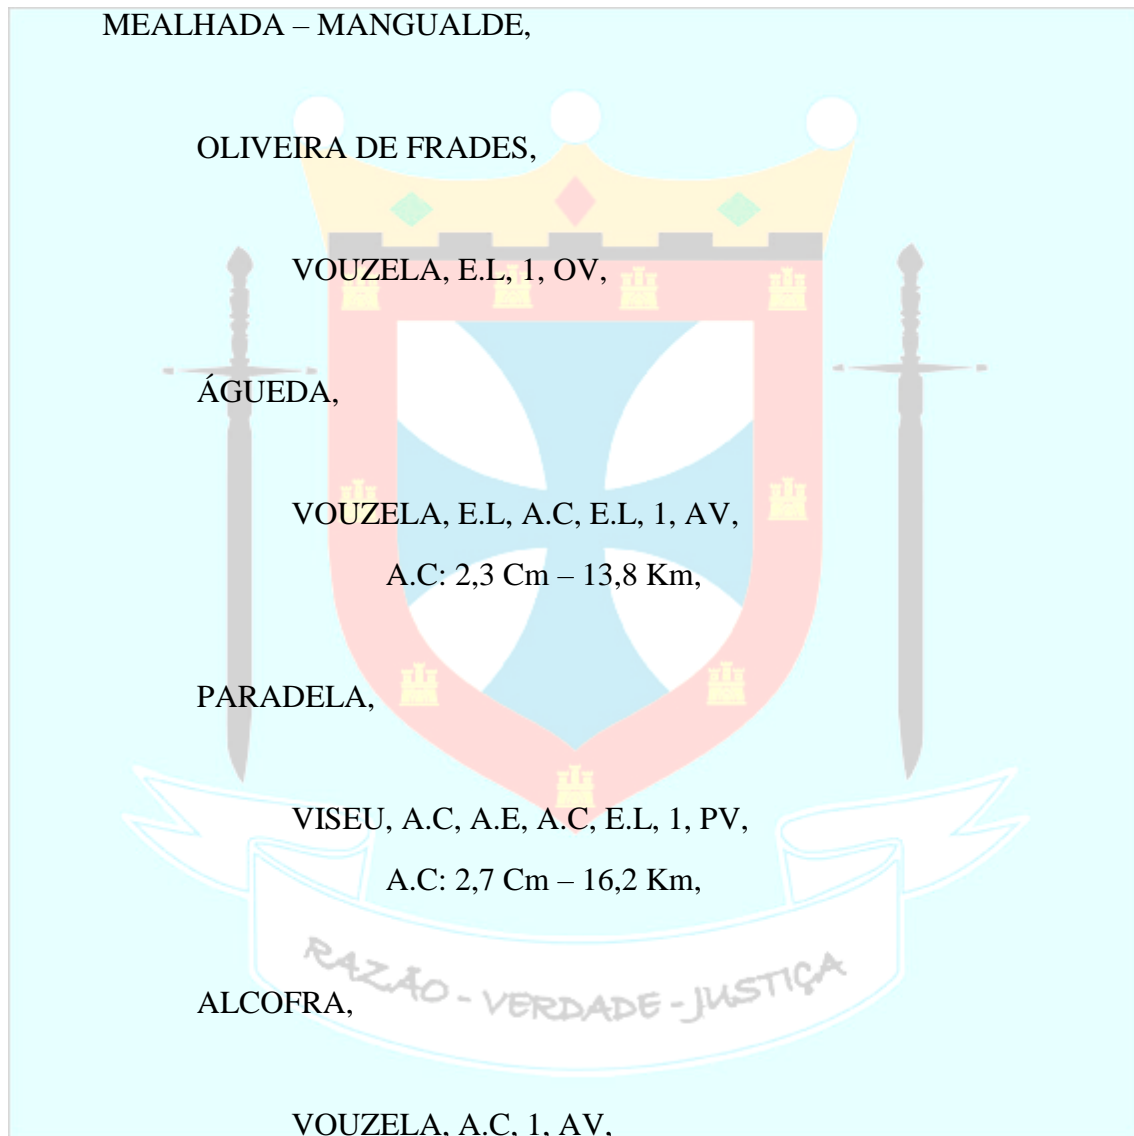 MEALHADA – MANGUALDE,
OLIVEIRA DE FRADES,
VOUZELA, E.L, 1, OV,
ÁGUEDA,
VOUZELA, E.L, A.C, E.L, 1, AV,
A.C: 2,3 Cm – 13,8 Km,
PARADELA,
VISEU, A.C, A.E, A.C, E.L, 1, PV,
A.C: 2,7 Cm – 16,2 Km,
RAZÃO - VERDADE - JUSTIÇA
ALCOFRA,
VOUZELA, A.C, 1, AV,